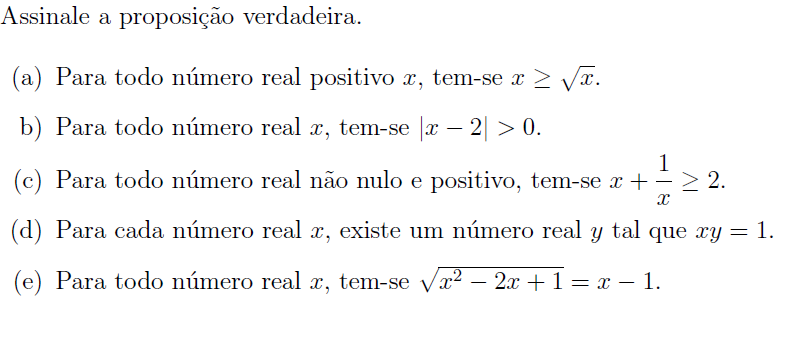 Assinale a proposição verdadeira.
(a) Para todo número real positivo x, tem-se x ≥ √x.
b) Para todo número real x, tem-se |x − 2| > 0.
(c) Para todo número real não nulo e positivo, tem-se x + 1/x ≥ 2.
(d) Para cada número real x, existe um número real y tal que xy = 1.
(e) Para todo número real x, tem-se √(x² − 2x + 1) = x − 1.